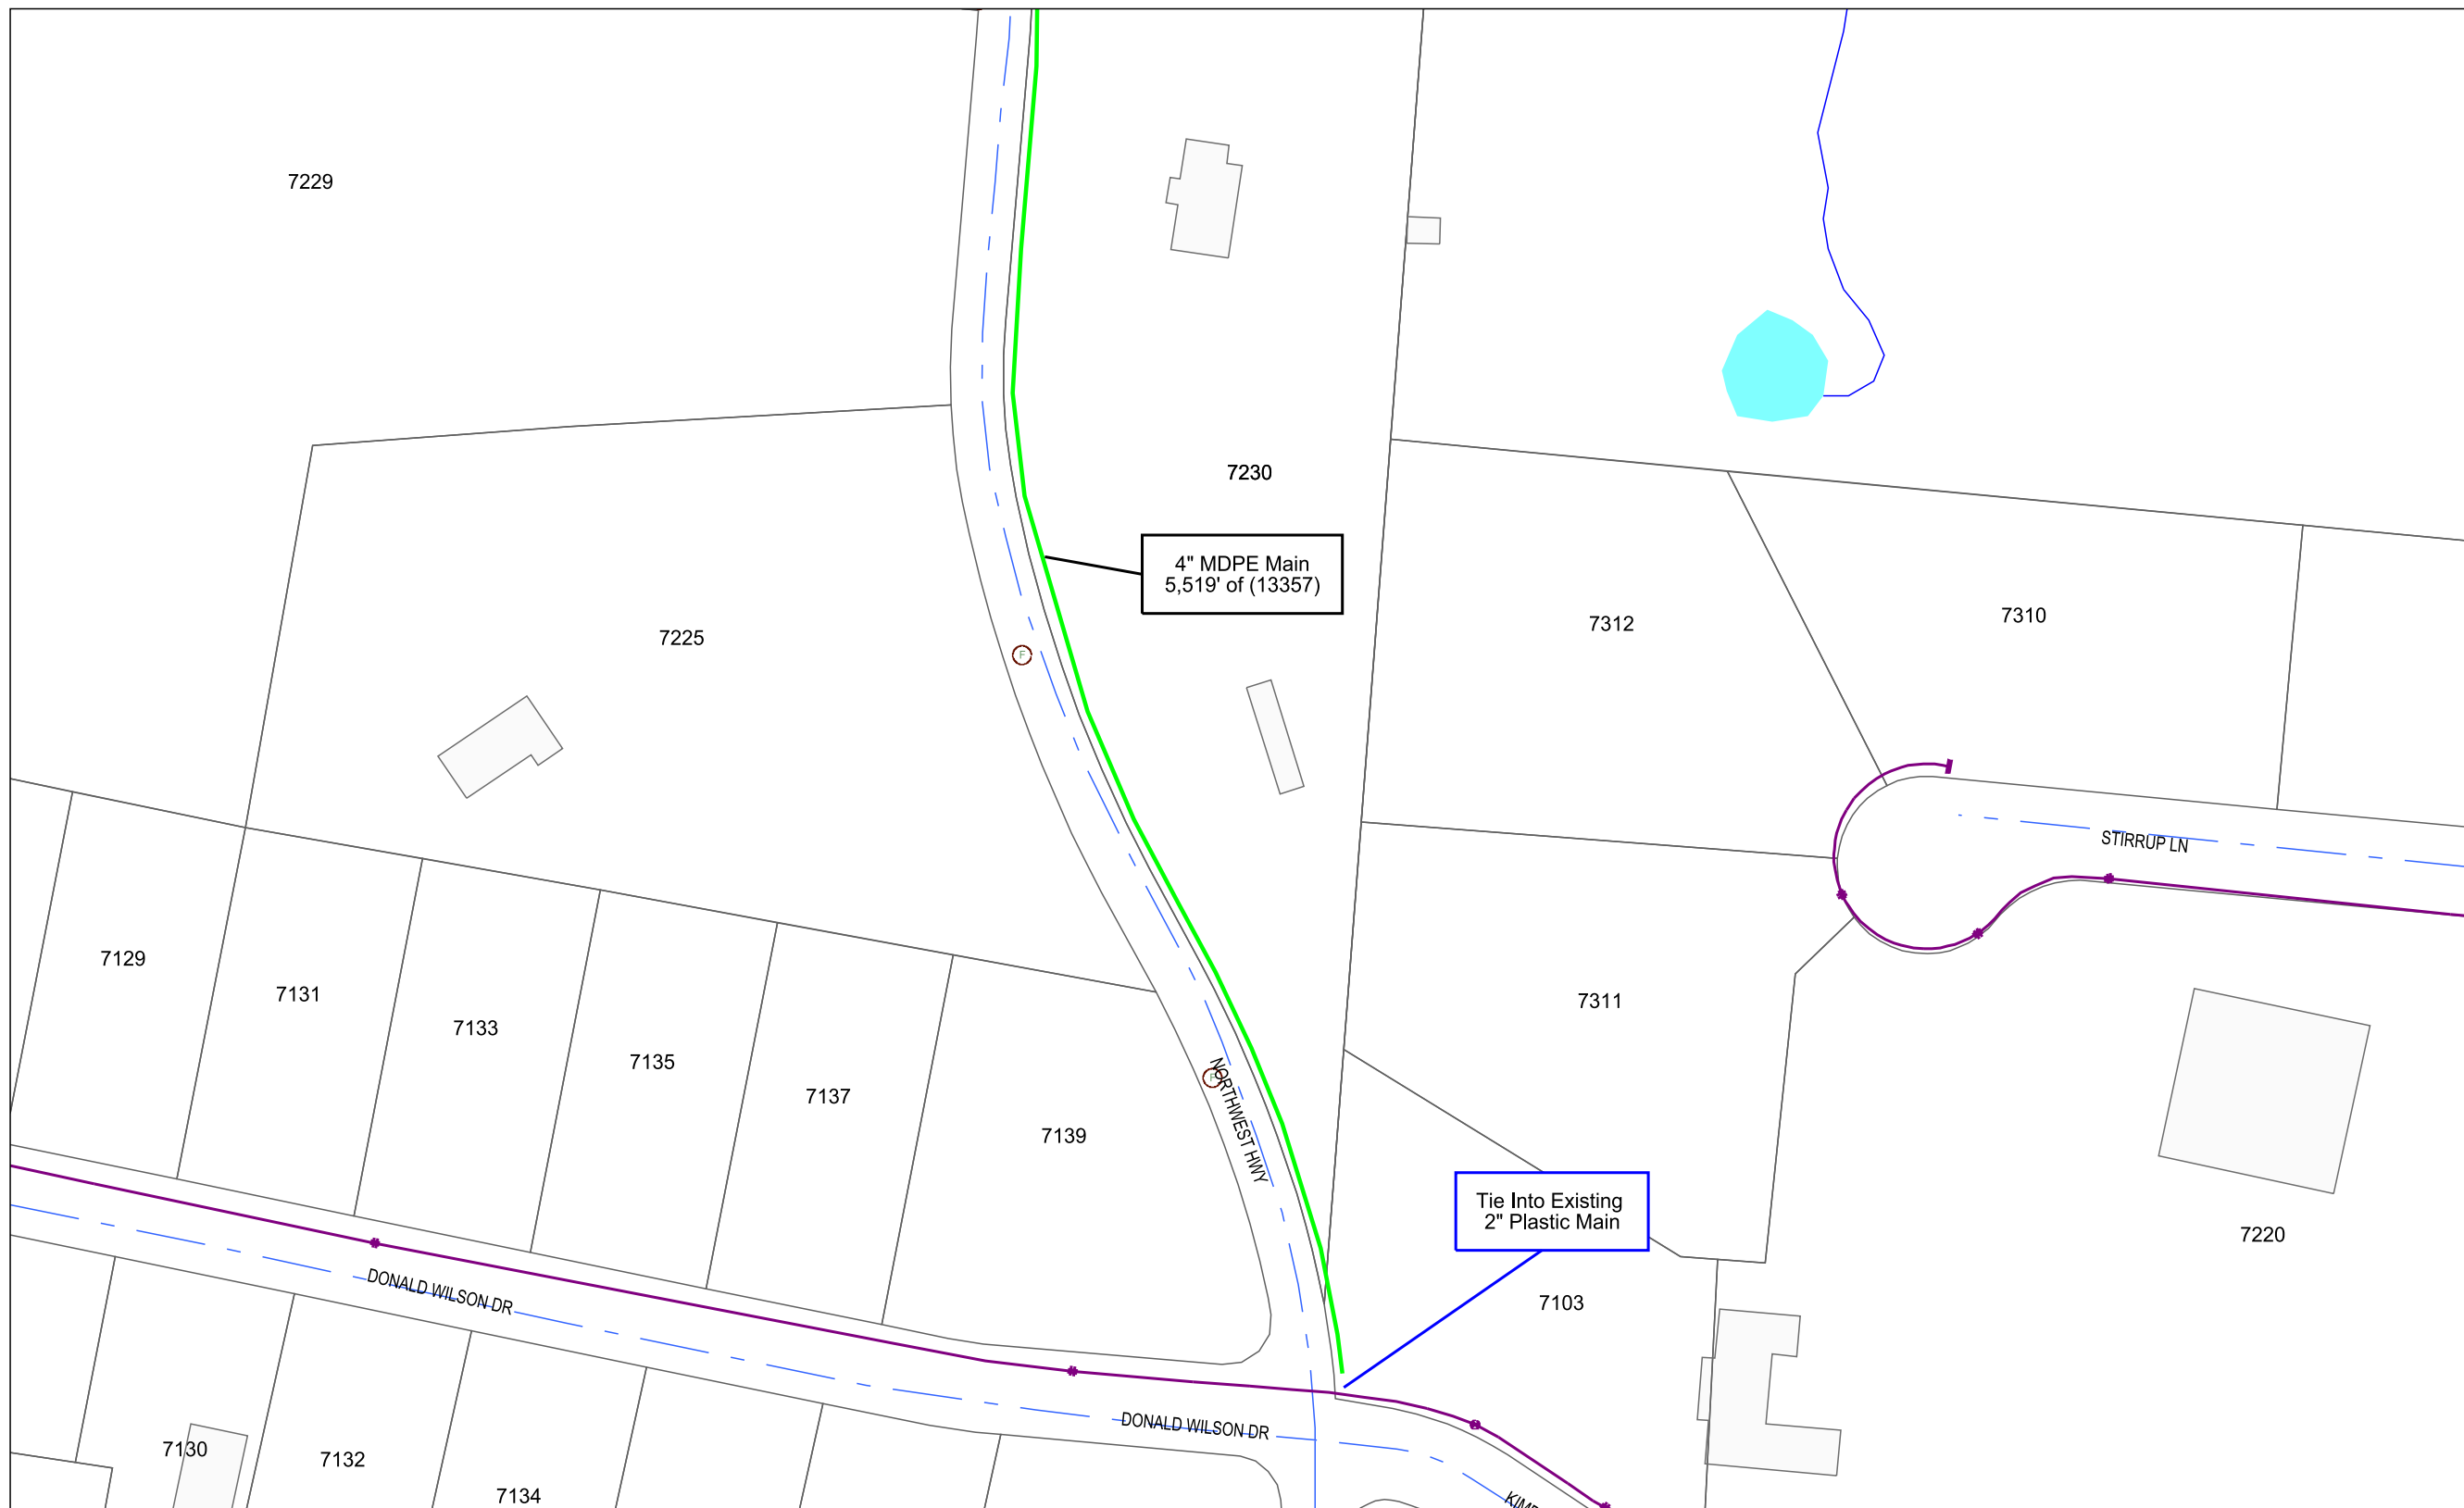 7229
7230
4" MDPE Main
5,519' of (13357)
7225
F
7312
7310
STIRRUP LN
7129
7131
7133
7135
7137
7139
7311
F
NORTHWEST HWY
Tie Into Existing
2" Plastic Main
7220
7103
DONALD WILSON DR
DONALD WILSON DR
7130
7132
7134